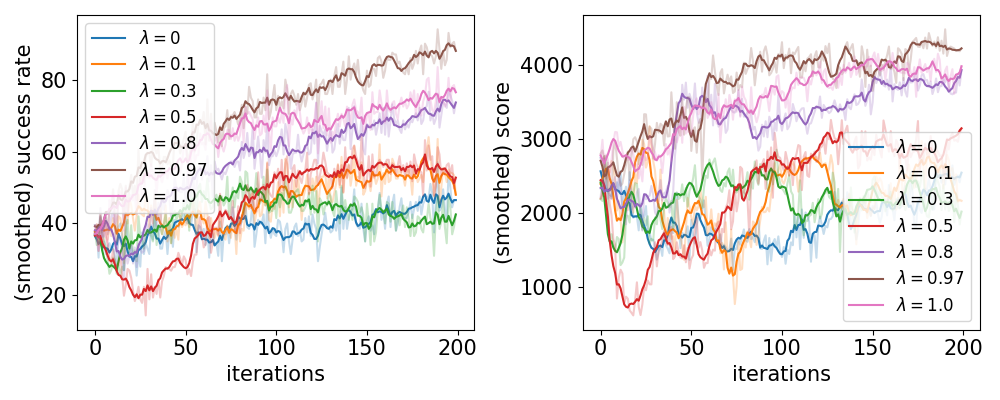 (smoothed) success rate
80
60
40
20
0
50
100
150
200
iterations
λ = 0
λ = 0.1
λ = 0.3
λ = 0.5
λ = 0.8
λ = 0.97
λ = 1.0
(smoothed) score
4000
3000
2000
1000
0
50
100
150
200
iterations
λ = 0
λ = 0.1
λ = 0.3
λ = 0.5
λ = 0.8
λ = 0.97
λ = 1.0